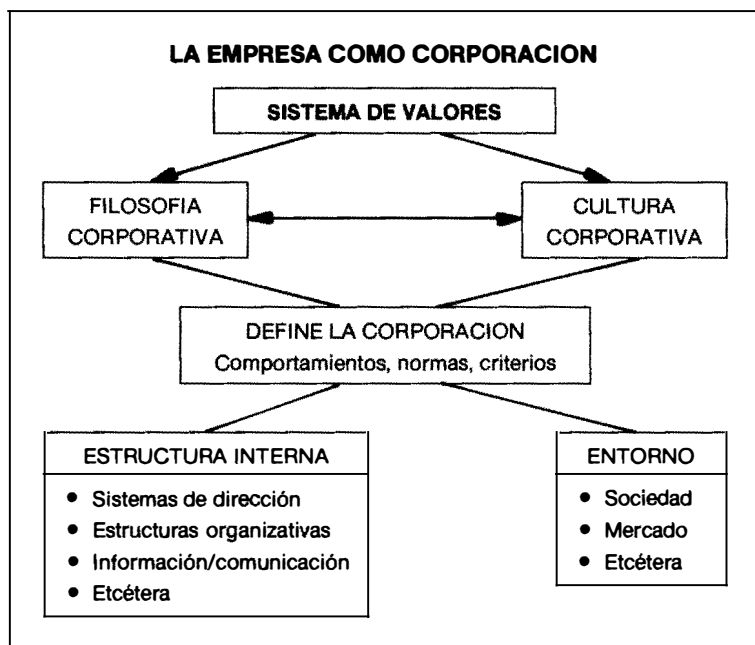 LA EMPRESA COMO CORPORACION
SISTEMA DE VALORES
FILOSOFIA
CORPORATIVA
CULTURA
CORPORATIVA
DEFINE LA CORPORACION
Comportamientos, normas, criterios
ESTRUCTURA INTERNA
• Sistemas de dirección
• Estructuras organizativas
• Información/comunicación
• Etcétera
ENTORNO
• Sociedad
• Mercado
• Etcétera